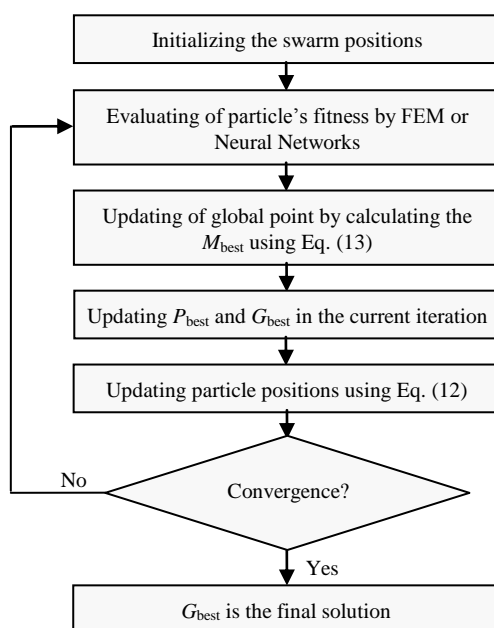 Initializing the swarm positions
Evaluating of particle's fitness by FEM or
Neural Networks
Updating of global point by calculating the
Mbest using Eq. (13)
Updating Pbest and Gbest in the current iteration
Updating particle positions using Eq. (12)
No
Convergence?
Yes
Gbest is the final solution